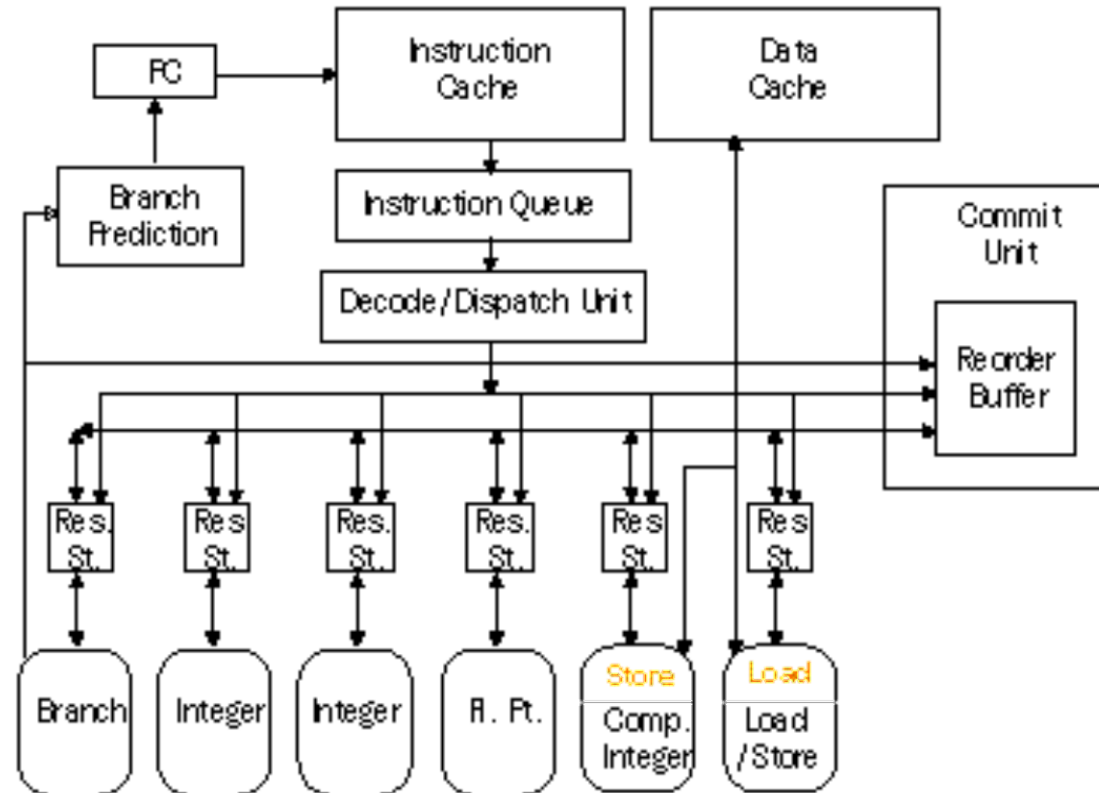 Instruction
Cache
Data
Cache
PC
Branch
Prediction
Instruction Queue
Commit
Unit
Decode/Dispatch Unit
Reorder
Buffer
Res.
St.
Res
St.
Res.
St.
Res.
St.
Res
St.
Res
St.
Branch
Integer
Integer
Fl. Pt.
Store
Comp.
Integer
Load
Load
/Store